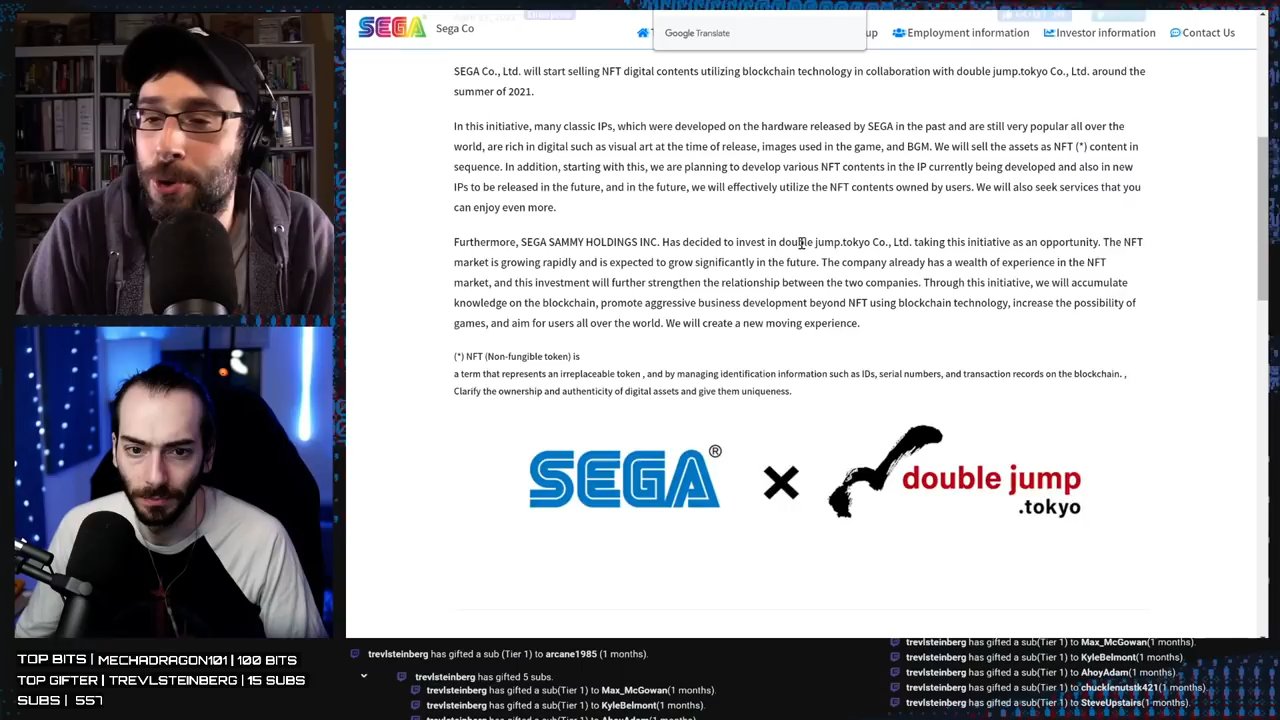 SEGA
Sega Co
Google Translate
up
Employment information
Investor information
Contact Us
SEGA Co., Ltd. will start selling NFT digital contents utilizing blockchain technology in collaboration with double jump.tokyo Co., Ltd. around the
summer of 2021.
In this initiative, many classic IPs, which were developed on the hardware released by SEGA in the past and are still very popular all over the
world, are rich in digital such as visual art at the time of release, images used in the game, and BGM. We will sell the assets as NFT (*) content in
sequence. In addition, starting with this, we are planning to develop various NFT contents in the IP currently being developed and also in new
IPs to be released in the future, and in the future, we will effectively utilize the NFT contents owned by users. We will also seek services that you
can enjoy even more.
Furthermore, SEGA SAMMY HOLDINGS INC. Has decided to invest in double jump.tokyo Co., Ltd. taking this initiative as an opportunity. The NFT
market is growing rapidly and is expected to grow significantly in the future. The company already has a wealth of experience in the NFT
market, and this investment will further strengthen the relationship between the two companies. Through this initiative, we will accumulate
knowledge on the blockchain, promote aggressive business development beyond NFT using blockchain technology, increase the possibility of
games, and aim for users all over the world. We will create a new moving experience.
(*) NFT (Non-fungible token) is
a term that represents an irreplaceable token , and by managing identification information such as IDs, serial numbers, and transaction records on the blockchain. ,
Clarify the ownership and authenticity of digital assets and give them uniqueness.
SEGA ® × double jump
.tokyo
TOP BITS | MECHADRAGON101 | 100 BITS
TOP GIFTER | TREVLSTEINBERG | 15 SUBS
SUBS | 557
trevlsteinberg has gifted a sub (Tier 1) to arcane1985 (1 months).
trevlsteinberg has gifted 5 subs.
trevlsteinberg has gifted a sub(Tier 1) to Max_McGowan(1 months).
trevlsteinberg has gifted a sub(Tier 1) to KyleBelmont(1 months).
trevlsteinberg has gifted a sub(Tier 1) to AhoyAdam(1 months).
trevlsteinberg has gifted a sub(Tier 1) to Max_McGowan(1 months).
trevlsteinberg has gifted a sub(Tier 1) to KyleBelmont(1 months).
trevlsteinberg has gifted a sub(Tier 1) to AhoyAdam(1 months).
trevlsteinberg has gifted a sub(Tier 1) to chucklenutstk421(1 months).
trevlsteinberg has gifted a sub(Tier 1) to SteveUpstairs(1 months).